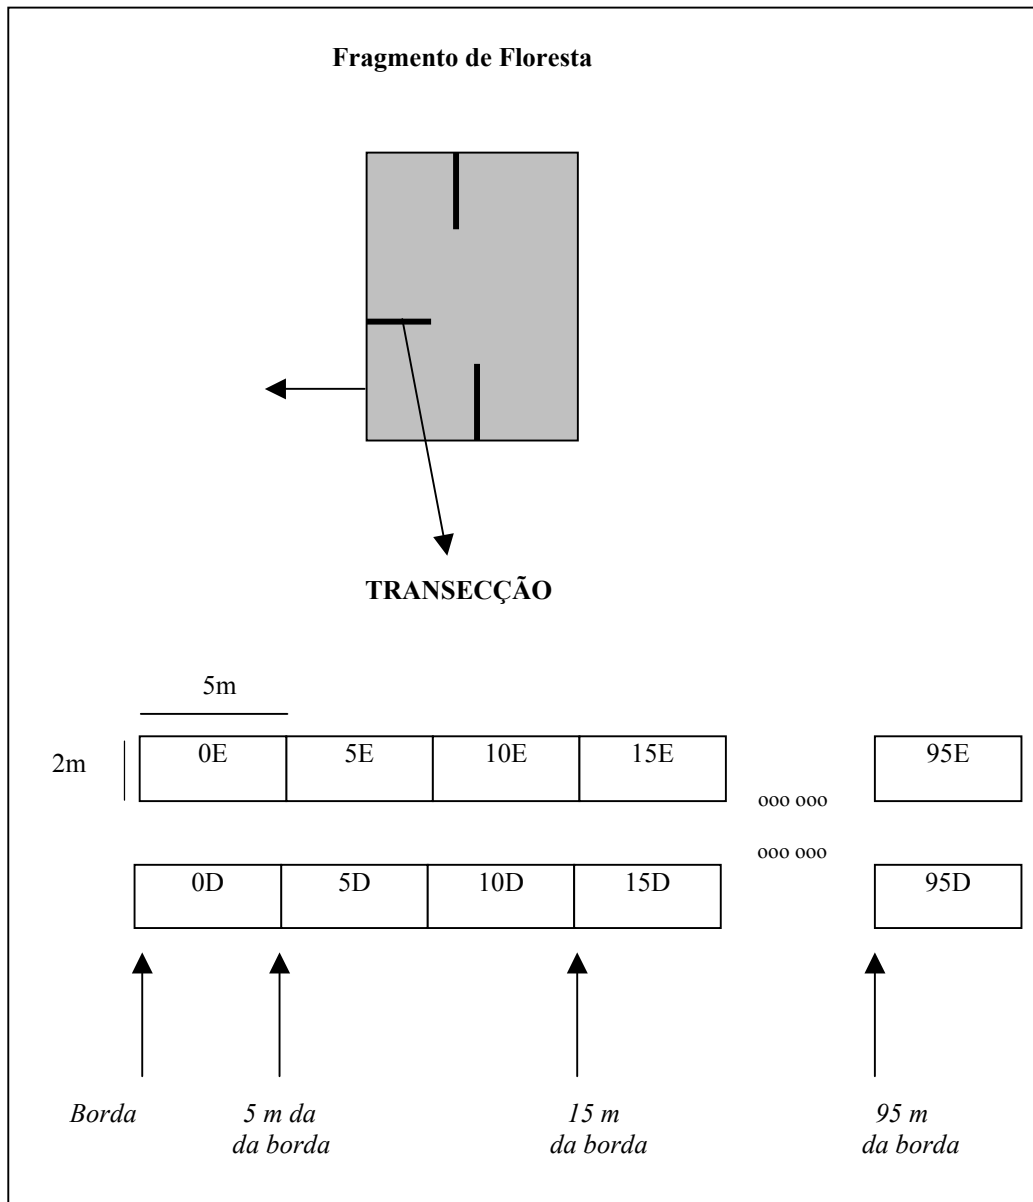 Fragmento de Floresta
TRANSECÇÃO
5m
2m
0E 5E 10E 15E 95E
ooo ooo
ooo ooo
0D 5D 10D 15D 95D
Borda 5 m da 15 m 95 m
da borda da borda da borda